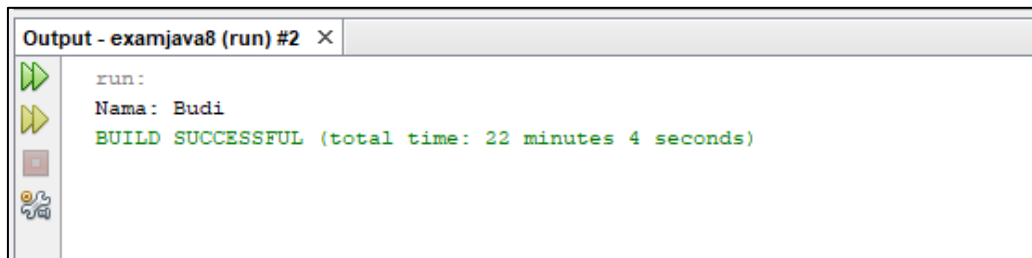 Output - examjava8 (run) #2 ×
run:
Nama: Budi
BUILD SUCCESSFUL (total time: 22 minutes 4 seconds)